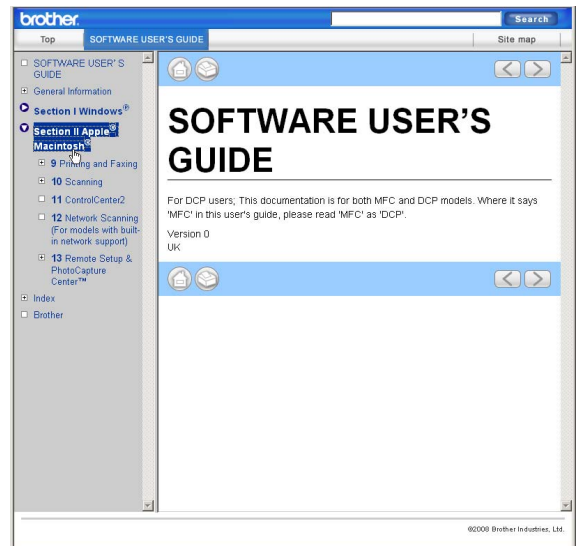 brother.
Search
Top
SOFTWARE USER'S GUIDE
Site map
SOFTWARE USER' S
GUIDE
General Information
Section I Windows®
Section II Apple®
Macintosh®
9 Printing and Faxing
10 Scanning
11 ControlCenter2
12 Network Scanning
(For models with built-
in network support)
13 Remote Setup &
PhotoCapture
Center™
Index
Brother
SOFTWARE USER’S
GUIDE
For DCP users; This documentation is for both MFC and DCP models. Where it says
'MFC' in this user's guide, please read 'MFC' as 'DCP'.
Version 0
UK
©2008 Brother Industries, Ltd.